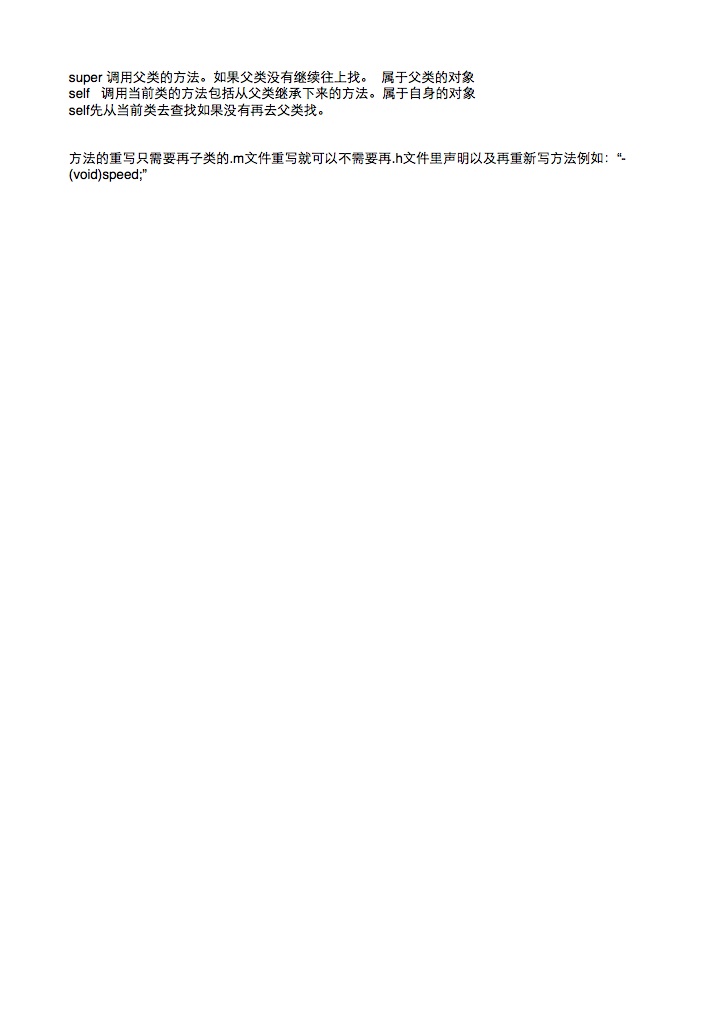 super 调用父类的方法。如果父类没有继续往上找。 属于父类的对象
self 调用当前类的方法包括从父类继承下来的方法。属于自身的对象
self先从当前类去查找如果没有再去父类找。
方法的重写只需要再子类的.m文件重写就可以不需要再.h文件里声明以及再重新写方法例如：“-
(void)speed;”